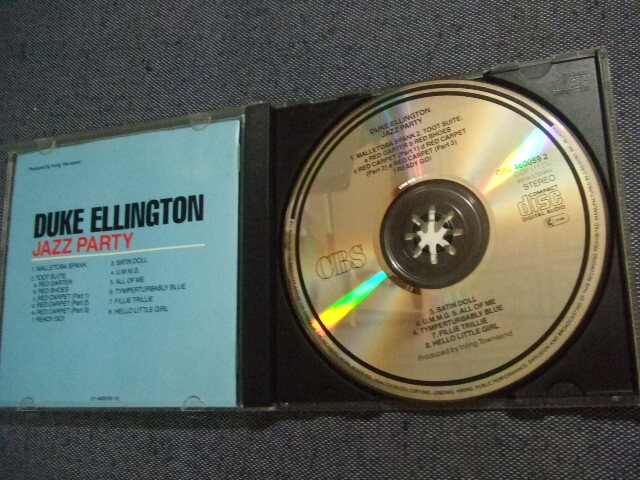 Produced by Irving Townsend
DUKE ELLINGTON
JAZZ PARTY
1. MALLETOBA SPANK
2. TOOT SUITE
a. RED GARTER
b. RED SHOES
c. RED CARPET (Part 1)
d. RED CARPET (Part 2)
e. RED CARPET (Part 3)
f. READY GO!
3. SATIN DOLL
4. U.M.M.G.
5. ALL OF ME
6. TYMPERTURBABLY BLUE
7. FILLIE TRILLIE
8. HELLO LITTLE GIRL
DUKE ELLINGTON
JAZZ PARTY
1. MALLETOBA SPANK 2. TOOT SUITE:
a RED GARTER b RED SHOES
c RED CARPET (Part 1) d RED CARPET
(Part 2) e RED CARPET (Part 3)
f.READY GO!
CBS
460059 2
STEREO
COMPACT
disc
DIGITAL AUDIO
3. SATIN DOLL
4. U.M.M.G. 5. ALL OF ME
6. TYMPERTURBABLY BLUE
7. FILLIE TRILLIE
8. HELLO LITTLE GIRL
Produced by Irving Townsend